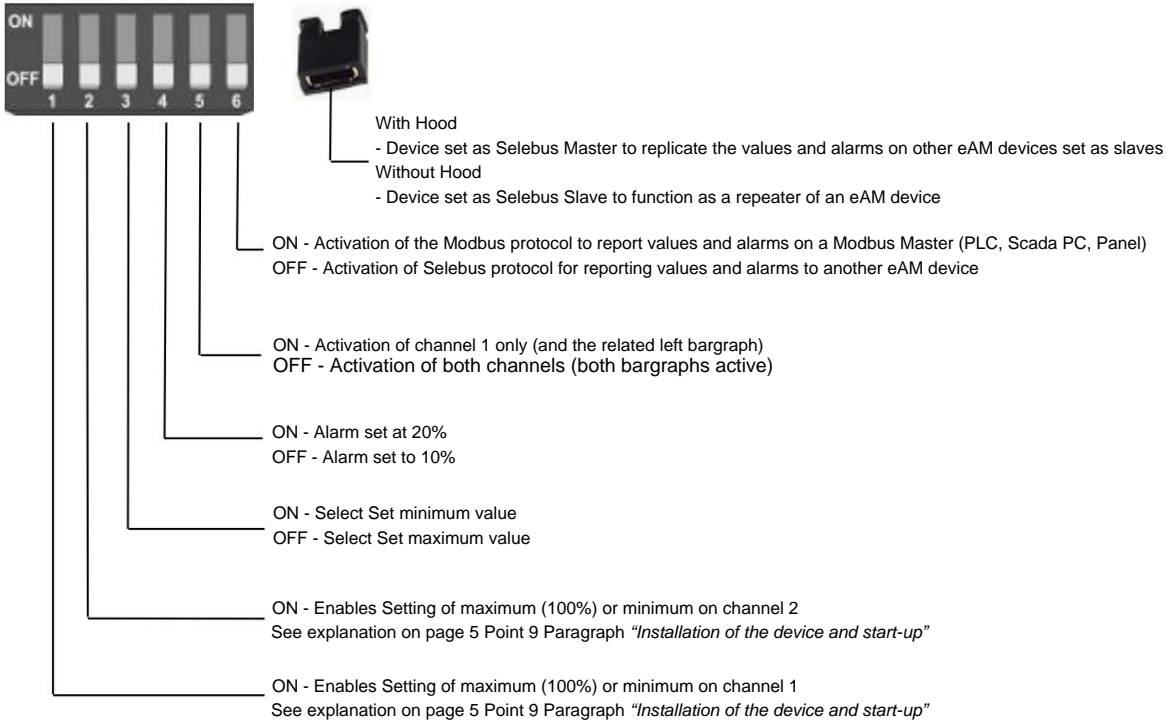 ON
OFF
1 2 3 4 5 6
With Hood
- Device set as Selebus Master to replicate the values and alarms on other eAM devices set as slaves
Without Hood
- Device set as Selebus Slave to function as a repeater of an eAM device
ON - Activation of the Modbus protocol to report values and alarms on a Modbus Master (PLC, Scada PC, Panel)
OFF - Activation of Selebus protocol for reporting values and alarms to another eAM device
ON - Activation of channel 1 only (and the related left bargraph)
OFF - Activation of both channels (both bargraphs active)
ON - Alarm set at 20%
OFF - Alarm set to 10%
ON - Select Set minimum value
OFF - Select Set maximum value
ON - Enables Setting of maximum (100%) or minimum on channel 2
See explanation on page 5 Point 9 Paragraph “Installation of the device and start-up”
ON - Enables Setting of maximum (100%) or minimum on channel 1
See explanation on page 5 Point 9 Paragraph “Installation of the device and start-up”